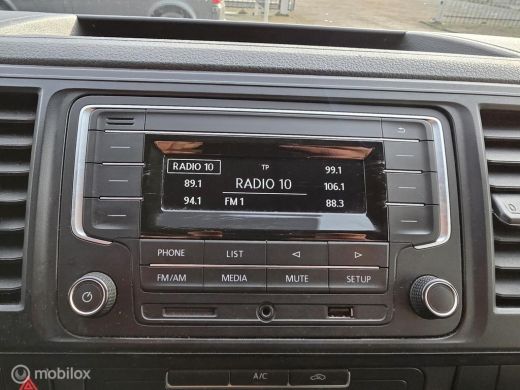 RADIO 10 TP 99.1
89.1 RADIO 10 106.1
94.1 FM 1 88.3
PHONE LIST
FM/AM MEDIA MUTE SETUP
A/C
© mobilox